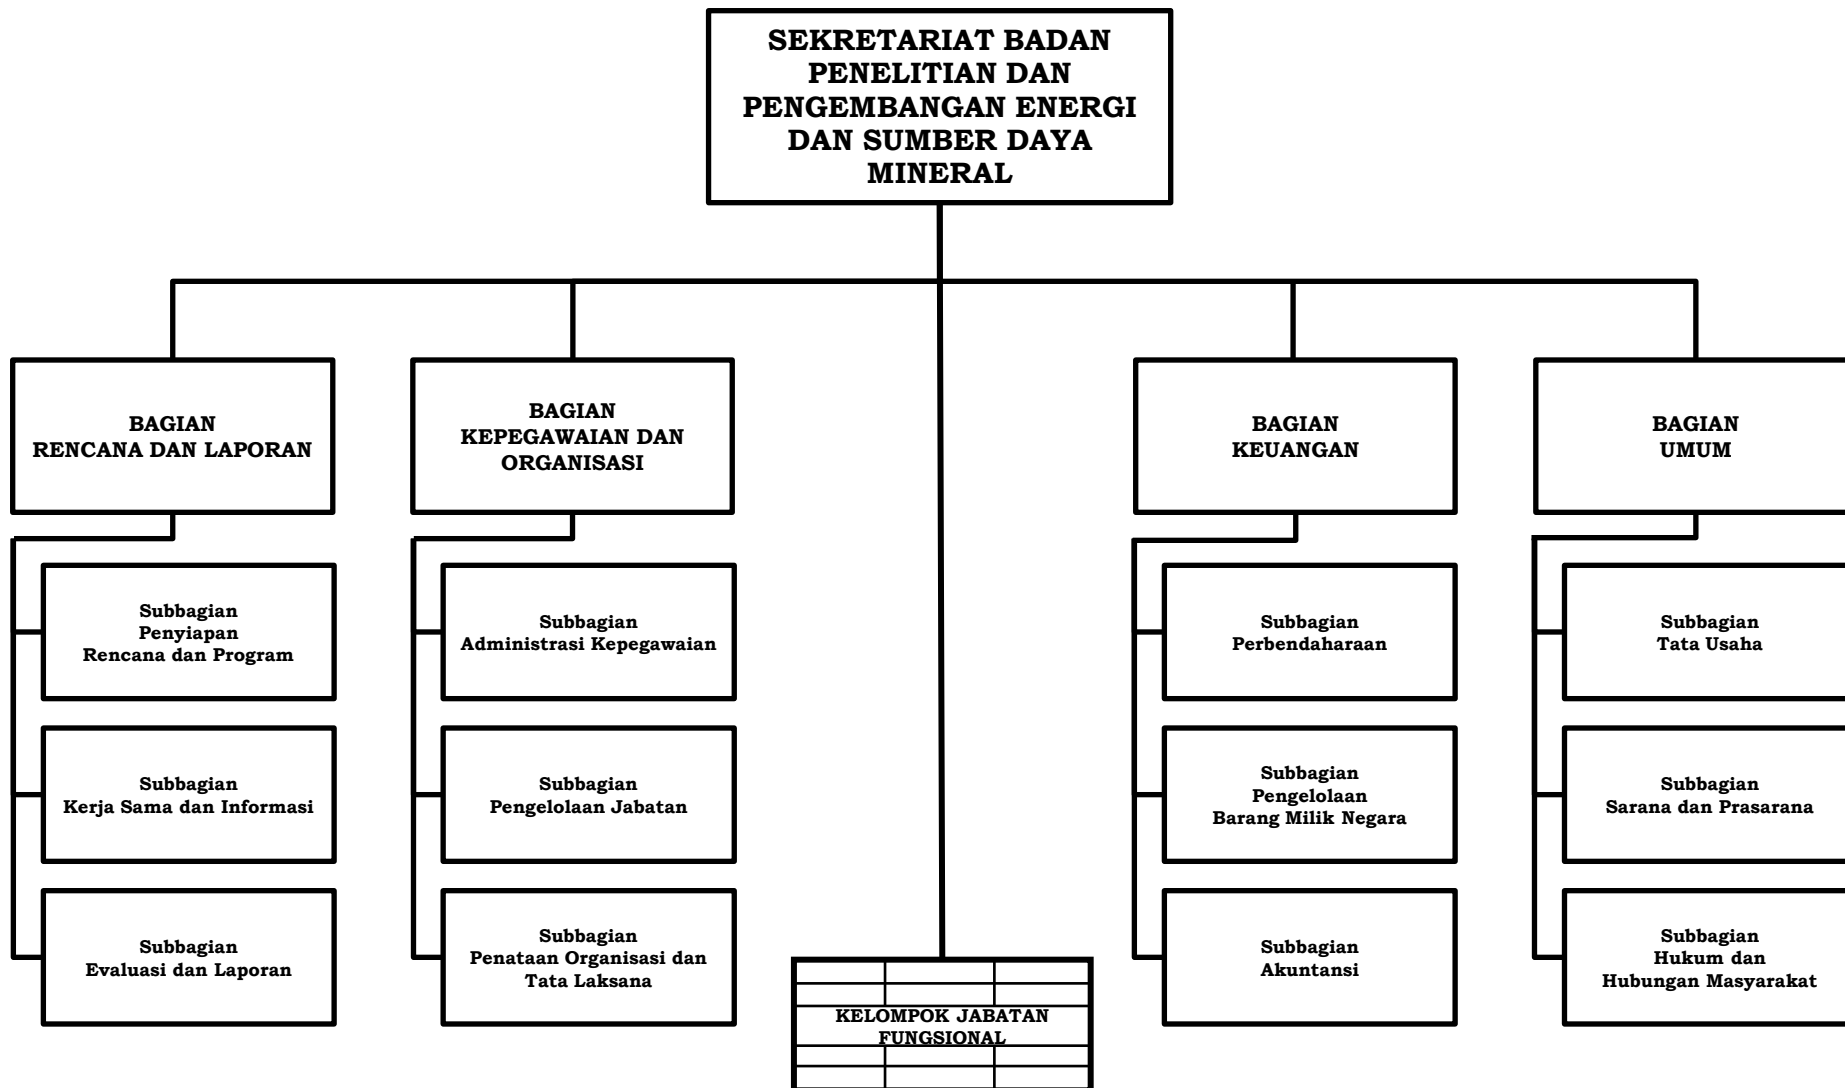 SEKRETARIAT BADAN
PENELITIAN DAN
PENGEMBANGAN ENERGI
DAN SUMBER DAYA
MINERAL
BAGIAN
RENCANA DAN LAPORAN
BAGIAN
KEPEGAWAIAN DAN
ORGANISASI
BAGIAN
KEUANGAN
BAGIAN
UMUM
Subbagian
Penyiapan
Rencana dan Program
Subbagian
Administrasi Kepegawaian
Subbagian
Perbendaharaan
Subbagian
Tata Usaha
Subbagian
Kerja Sama dan Informasi
Subbagian
Pengelolaan Jabatan
Subbagian
Pengelolaan
Barang Milik Negara
Subbagian
Sarana dan Prasarana
Subbagian
Evaluasi dan Laporan
Subbagian
Penataan Organisasi dan
Tata Laksana
Subbagian
Akuntansi
Subbagian
Hukum dan
Hubungan Masyarakat
KELOMPOK JABATAN
FUNGSIONAL